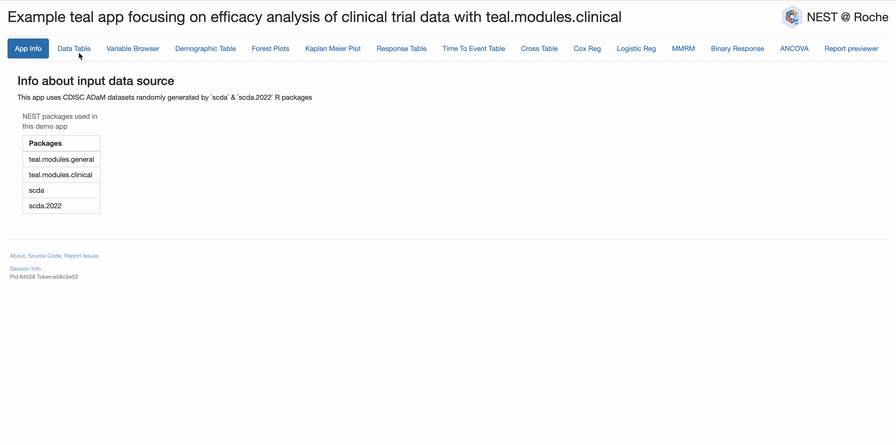 Example teal app focusing on efficacy analysis of clinical trial data with teal.modules.clinical
NEST @ Roche
App Info Data Table Variable Browser Demographic Table Forest Plots Kaplan Meier Plot Response Table Time To Event Table Cross Table Cox Reg Logistic Reg MMRM Binary Response ANCOVA Report previewer
Info about input data source
This app uses CDISC ADaM datasets randomly generated by `scda` & `scda.2022` R packages
NEST packages used in
this demo app
Packages
teal.modules.general
teal.modules.clinical
scda
scda.2022
About, Source Code, Report Issues
Session Info
Pid:64558 Token:e58c5e53